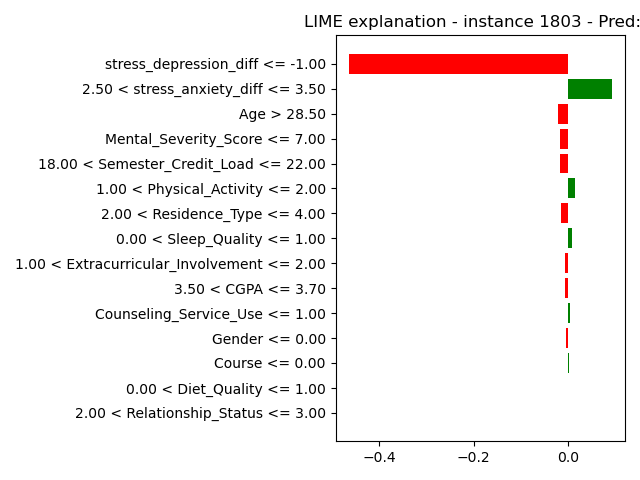 LIME explanation - instance 1803 - Pred:
stress_depression_diff <= -1.00
2.50 < stress_anxiety_diff <= 3.50
Age > 28.50
Mental_Severity_Score <= 7.00
18.00 < Semester_Credit_Load <= 22.00
1.00 < Physical_Activity <= 2.00
2.00 < Residence_Type <= 4.00
0.00 < Sleep_Quality <= 1.00
1.00 < Extracurricular_Involvement <= 2.00
3.50 < CGPA <= 3.70
Counseling_Service_Use <= 1.00
Gender <= 0.00
Course <= 0.00
0.00 < Diet_Quality <= 1.00
2.00 < Relationship_Status <= 3.00
−0.4 −0.2 0.0